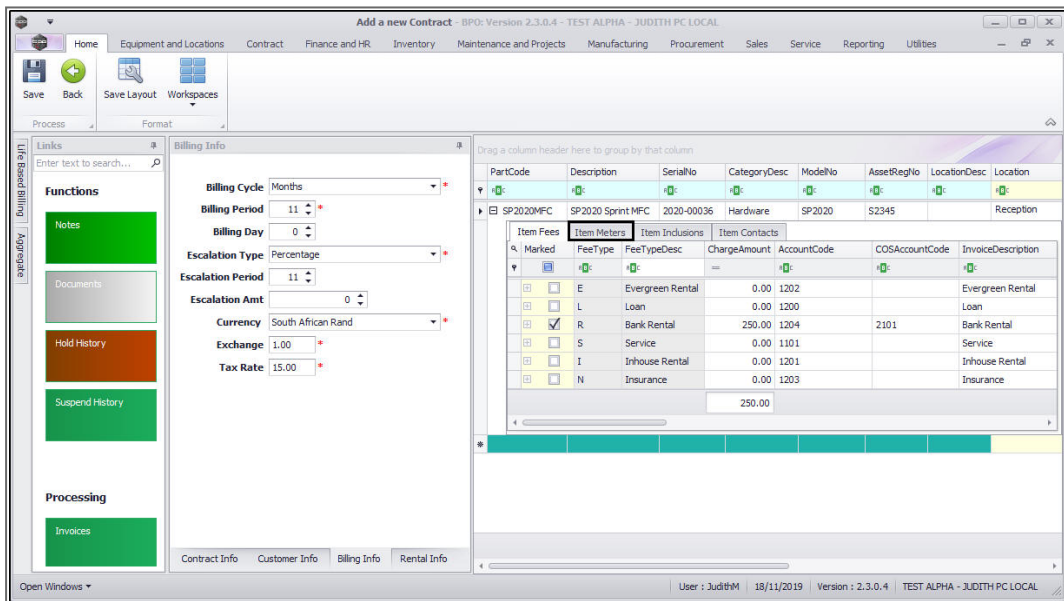 Add a new Contract - BPO: Version 2.3.0.4 - TEST ALPHA - JUDITH PC LOCAL
Home Equipment and Locations Contract Finance and HR Inventory Maintenance and Projects Manufacturing Procurement Sales Service Reporting Utilities
Save Back Save Layout Workspaces
Process Format
Life Based Billing
Aggregate
Links
Enter text to search...
Functions
Notes
Documents
Hold History
Suspend History
Processing
Invoices
Billing Info
Billing Cycle Months *
Billing Period 11 *
Billing Day 0
Escalation Type Percentage *
Escalation Period 11
Escalation Amt 0
Currency South African Rand *
Exchange 1.00 *
Tax Rate 15.00 *
Contract Info Customer Info Billing Info Rental Info
Drag a column header here to group by that column
PartCode Description SerialNo CategoryDesc ModelNo AssetRegNo LocationDesc Location
SP2020MFC SP2020 Sprint MFC 2020-00036 Hardware SP2020 S2345 Reception
Item Fees Item Meters Item Inclusions Item Contacts
Marked FeeType FeeTypeDesc ChargeAmount AccountCode COSAccountCode InvoiceDescription
=
E Evergreen Rental 0.00 1202 Evergreen Rental
L Loan 0.00 1200 Loan
R Bank Rental 250.00 1204 2101 Bank Rental
S Service 0.00 1101 Service
I Inhouse Rental 0.00 1201 Inhouse Rental
N Insurance 0.00 1203 Insurance
250.00
Open Windows User : JudithM 18/11/2019 Version : 2.3.0.4 TEST ALPHA - JUDITH PC LOCAL